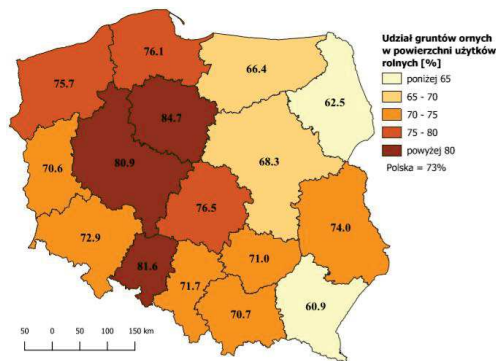 Udział gruntów ornych
w powierzchni użytków
rolnych [%]
poniżej 65
65 - 70
70 - 75
75 - 80
powyżej 80
Polska = 73%
76.1
75.7
66.4
62.5
84.7
80.9
70.6
68.3
76.5
72.9
74.0
81.6
71.7
71.0
70.7
60.9
50 0 50 100 150 km